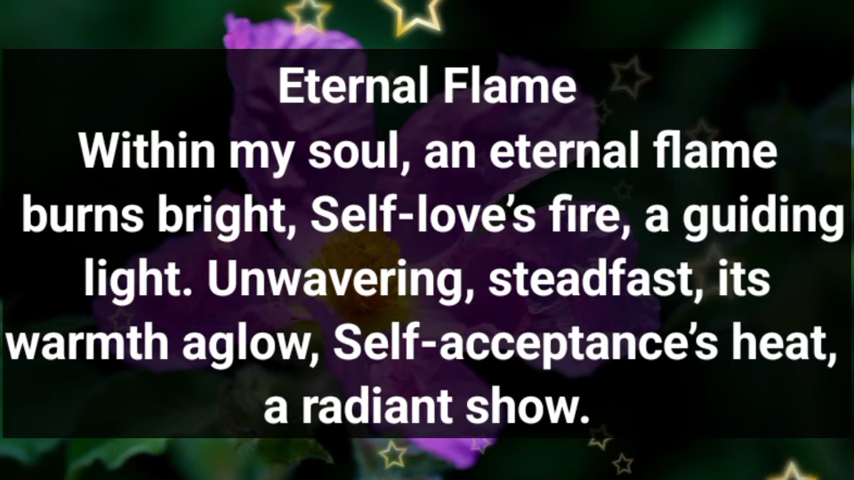 Eternal Flame
Within my soul, an eternal flame
burns bright, Self-love’s fire, a guiding
light. Unwavering, steadfast, its
warmth aglow, Self-acceptance’s heat,
a radiant show.